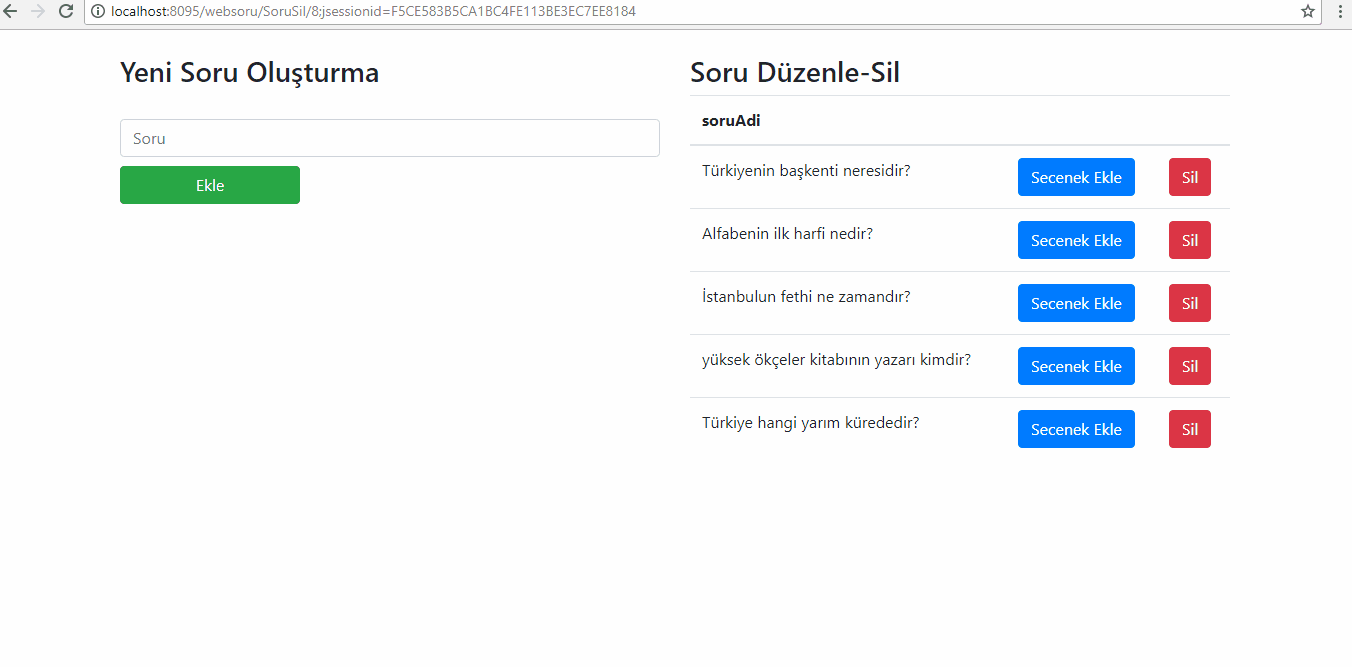 localhost:8095/websoru/SoruSil/8;jsessionid=F5CE583B5CA1BC4FE113BE3EC7EE8184
Yeni Soru Oluşturma
Soru
Ekle
Soru Düzenle-Sil
soruAdi
Türkiyenin başkenti neresidir? Secenek Ekle Sil
Alfabenin ilk harfi nedir? Secenek Ekle Sil
İstanbulun fethi ne zamandır? Secenek Ekle Sil
yüksek ökçeler kitabının yazarı kimdir? Secenek Ekle Sil
Türkiye hangi yarım kürededir? Secenek Ekle Sil